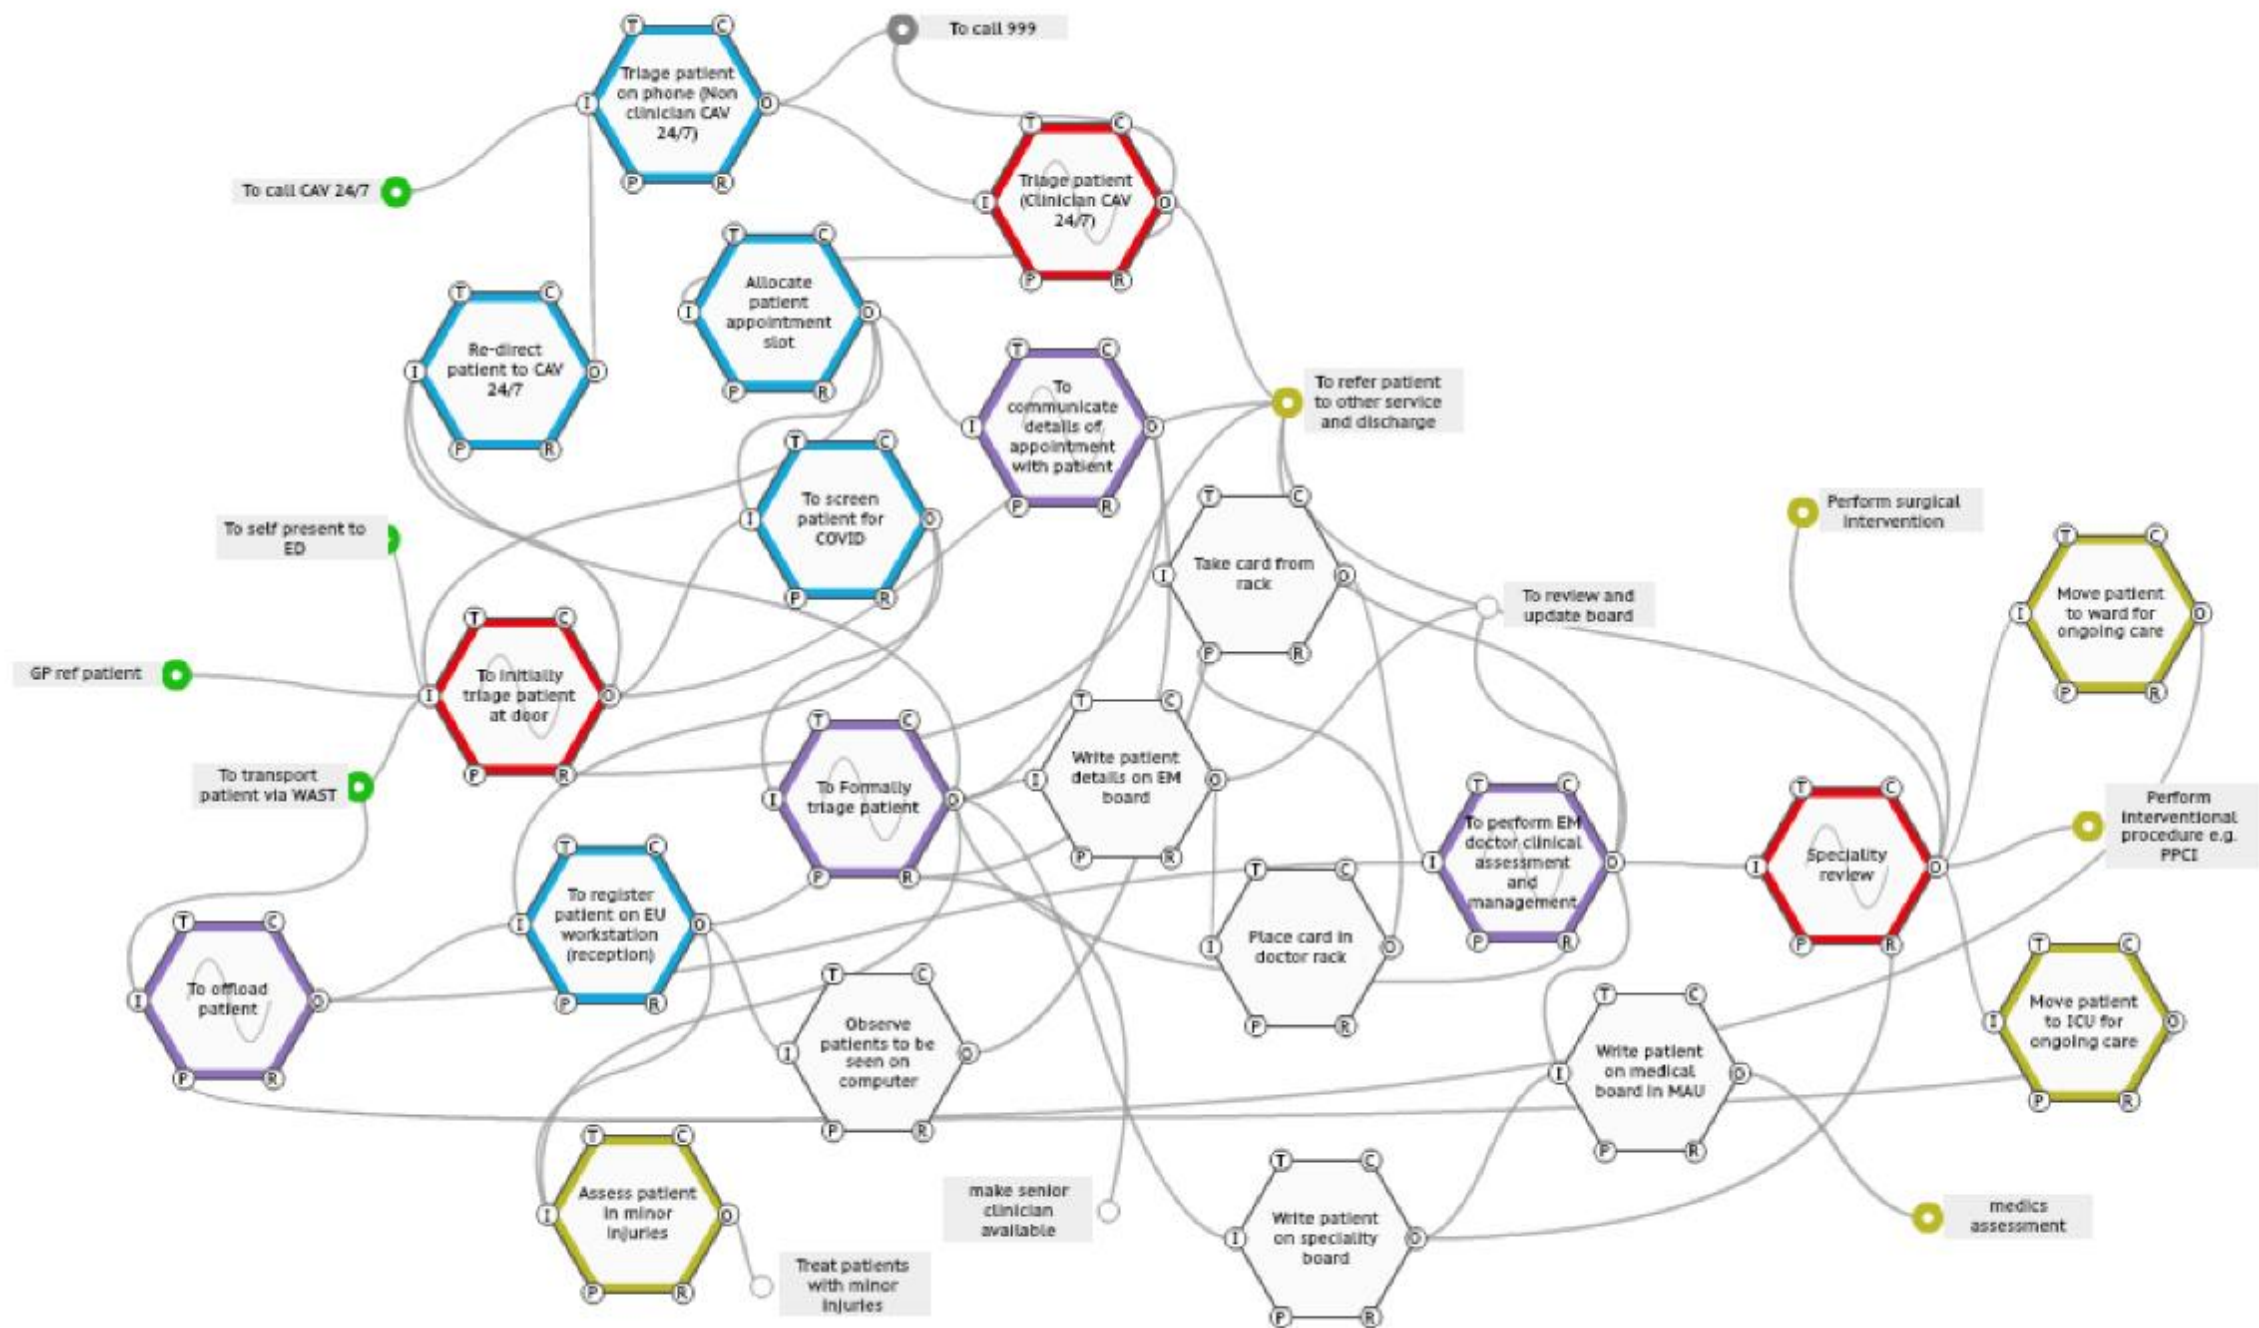 To call 999
Triage patient
on phone (Non
clinician CAV
24/7)
To call CAV 24/7
Triage patient
(Clinician CAV
24/7)
Allocate
patient
appointment
slot
Re-direct
patient to CAV
24/7
To
communicate
details of
appointment
with patient
To refer patient
to other service
and discharge
To screen
patient for
COVID
To self present to
ED
Take card from
rack
Perform surgical
intervention
To review and
update board
Move patient
to ward for
ongoing care
GP ref patient
To initially
triage patient
at door
To transport
patient via WAST
To Formally
triage patient
Write patient
details on EM
board
To perform EM
doctor clinical
assessment
and
management
Speciality
review
Perform
interventional
procedure e.g.
PPCI
To register
patient on EU
workstation
(reception)
To offload
patient
Place card in
doctor rack
Observe
patients to be
seen on
computer
Write patient
on medical
board in MAU
Move patient
to ICU for
ongoing care
Assess patient
in minor
injuries
make senior
clinician
available
Write patient
on speciality
board
medics
assessment
Treat patients
with minor
injuries
T C
I O
P R
T C
I O
P R
T C
I O
P R
T C
I O
P R
T C
I O
P R
T C
I O
P R
T C
I O
P R
T C
I O
P R
T C
I O
P R
T C
I O
P R
T C
I O
P R
T C
I O
P R
T C
I O
P R
T C
I O
P R
T C
I O
P R
T C
I O
P R
T C
I O
P R
T C
I O
P R
T C
I O
P R
T C
I O
P R
T C
I O
P R